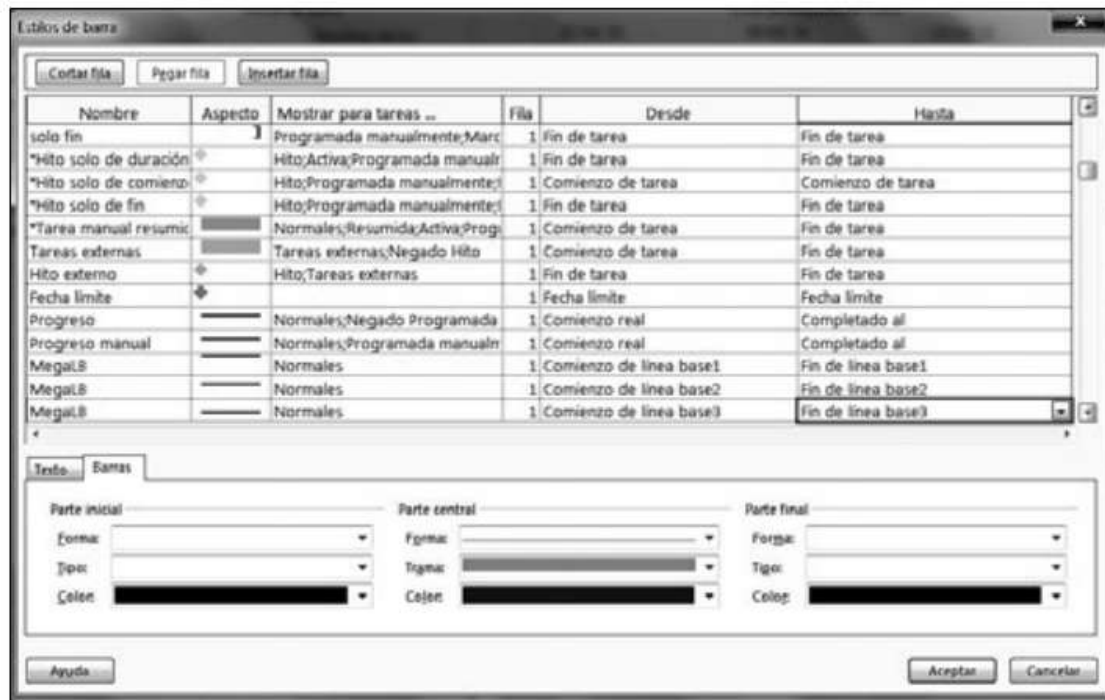 Estilos de barra
Cortar fila Pegar fila Insertar fila
Nombre Aspecto Mostrar para tareas ... Fila Desde Hasta
solo fin Programada manualmente;Marc 1 Fin de tarea Fin de tarea
*Hito solo de duración Hito;Activa;Programada manualm 1 Fin de tarea Fin de tarea
*Hito solo de comienz Hito;Programada manualmente; 1 Comienzo de tarea Comienzo de tarea
*Hito solo de fin Hito;Programada manualmente; 1 Fin de tarea Fin de tarea
*Tarea manual resumic Normales;Resumida;Activa;Progr 1 Comienzo de tarea Fin de tarea
Tareas externas Tareas externas;Negado Hito 1 Comienzo de tarea Fin de tarea
Hito externo Hito;Tareas externas 1 Fin de tarea Fin de tarea
Fecha límite 1 Fecha límite Fecha límite
Progreso Normales;Negado Programada 1 Comienzo real Completado al
Progreso manual Normales;Programada manualm 1 Comienzo real Completado al
MegaLB Normales 1 Comienzo de línea base1 Fin de línea base1
MegaLB Normales 1 Comienzo de línea base2 Fin de línea base2
MegaLB Normales 1 Comienzo de línea base3 Fin de línea base3
Texto Barras
Parte inicial Parte central Parte final
Forma: Forma: Forma:
Tipo: Trama: Tipo:
Color: Color: Color:
Ayuda Aceptar Cancelar